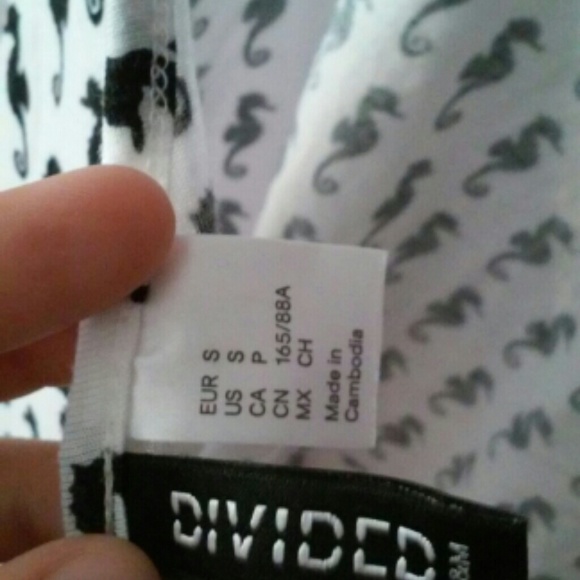 EUR S
US S
CA P
CN 165/88A
MX CH
Made in
Cambodia
DIVIDED